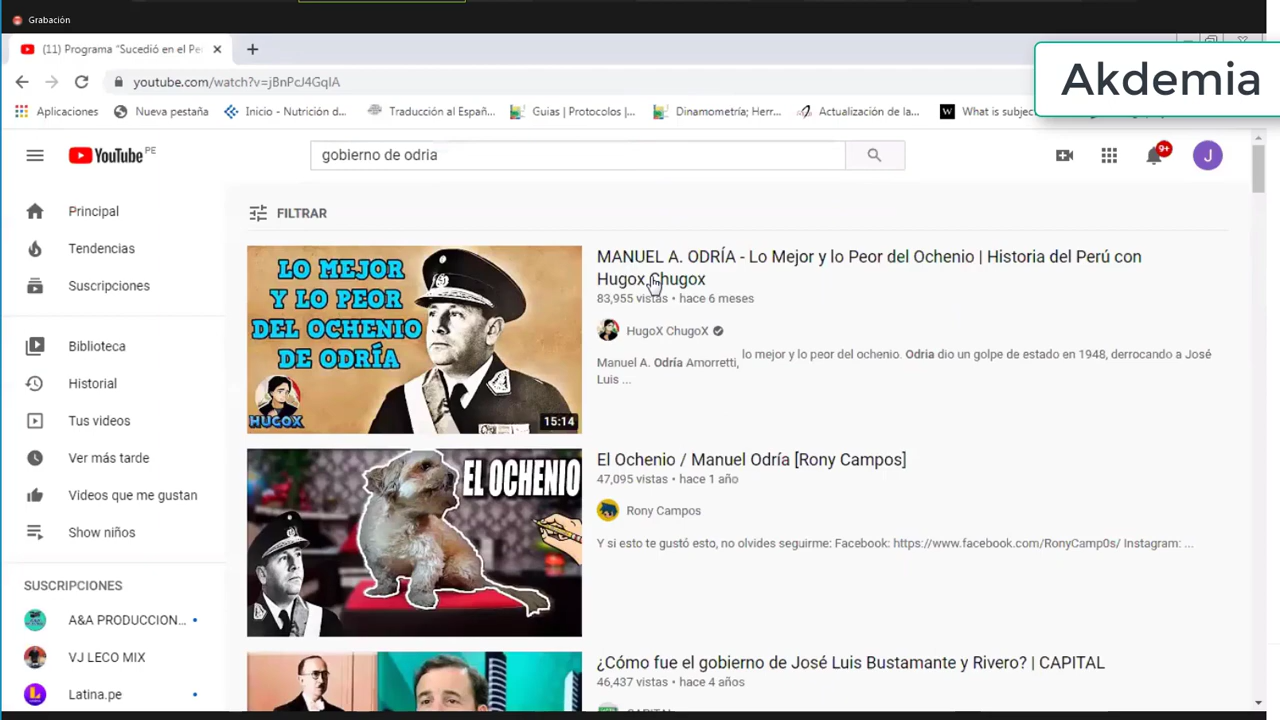 Grabación
(11) Programa "Sucedió en el Pe
Akdemia
youtube.com/watch?v=jBnPcJ4GqIA
Aplicaciones
Nueva pestaña
Inicio - Nutrición d...
Traducción al Españ...
Guias | Protocolos |...
Dinamometría; Herr...
Actualización de la...
W
What is subjec
YouTube PE
gobierno de odria
9+
J
Principal
Tendencias
Suscripciones
Biblioteca
Historial
Tus videos
Ver más tarde
Videos que me gustan
Show niños
SUSCRIPCIONES
A&A PRODUCCION...
VJ LECO MIX
Latina.pe
FILTRAR
LO MEJOR
Y LO PEOR
DEL OCHENIO
DE ODRÍA
HUGOX
15:14
MANUEL A. ODRÍA - Lo Mejor y lo Peor del Ochenio | Historia del Perú con
Hugox Chugox
83,955 vistas • hace 6 meses
HugoX ChugoX
Manuel A. Odría Amorretti, lo mejor y lo peor del ochenio. Odria dio un golpe de estado en 1948, derrocando a José
Luis ...
EL OCHENIO
El Ochenio / Manuel Odría [Rony Campos]
47,095 vistas • hace 1 año
Rony Campos
Y si esto te gustó esto, no olvides seguirme: Facebook: https://www.facebook.com/RonyCamp0s/ Instagram: ...
¿Cómo fue el gobierno de José Luis Bustamante y Rivero? | CAPITAL
46,437 vistas • hace 4 años